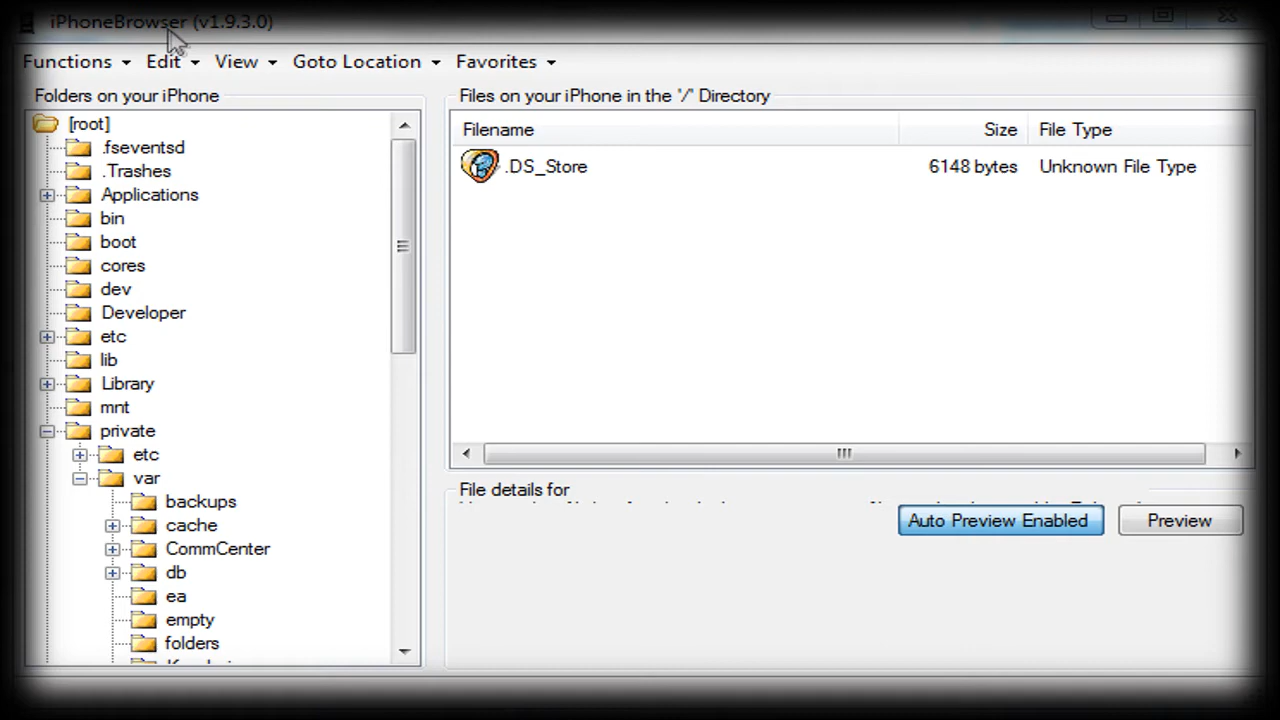 iPhoneBrowser (v1.9.3.0)
Functions Edit View Goto Location Favorites
Folders on your iPhone
[root]
.fseventsd
.Trashes
Applications
bin
boot
cores
dev
Developer
etc
lib
Library
mnt
private
etc
var
backups
cache
CommCenter
db
ea
empty
folders
Files on your iPhone in the '/' Directory
Filename Size File Type
.DS_Store 6148 bytes Unknown File Type
File details for
Auto Preview Enabled Preview